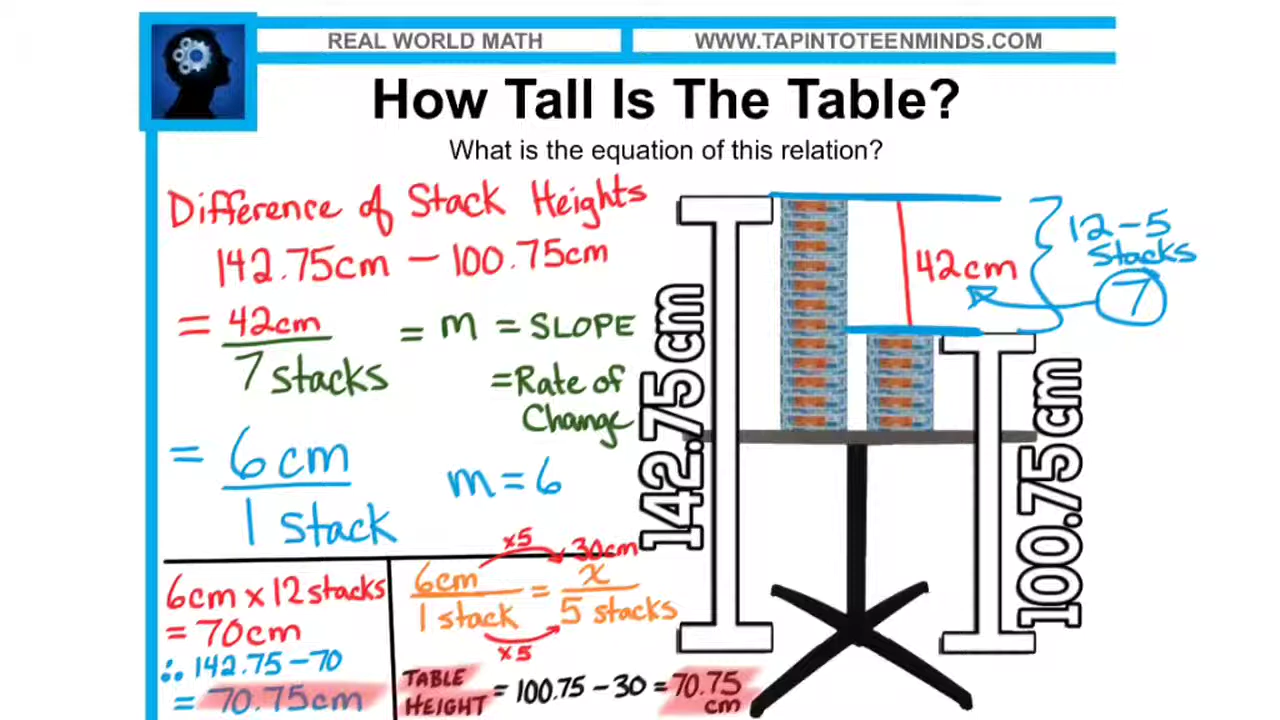 REAL WORLD MATH
WWW.TAPINTOTEENMINDS.COM
How Tall Is The Table?
What is the equation of this relation?
Difference of Stack Heights
142.75cm - 100.75cm
= 42cm
7 stacks
= m = SLOPE
= Rate of
Change
= 6cm
1 stack
m = 6
6cm x 12 stacks
= 70cm
∴ 142.75 - 70
= 70.75cm
x5
30cm
6cm = x
1 stack 5 stacks
x5
TABLE
HEIGHT = 100.75 - 30 = 70.75
cm
142.75cm
42cm
12 - 5
stacks
7
100.75cm